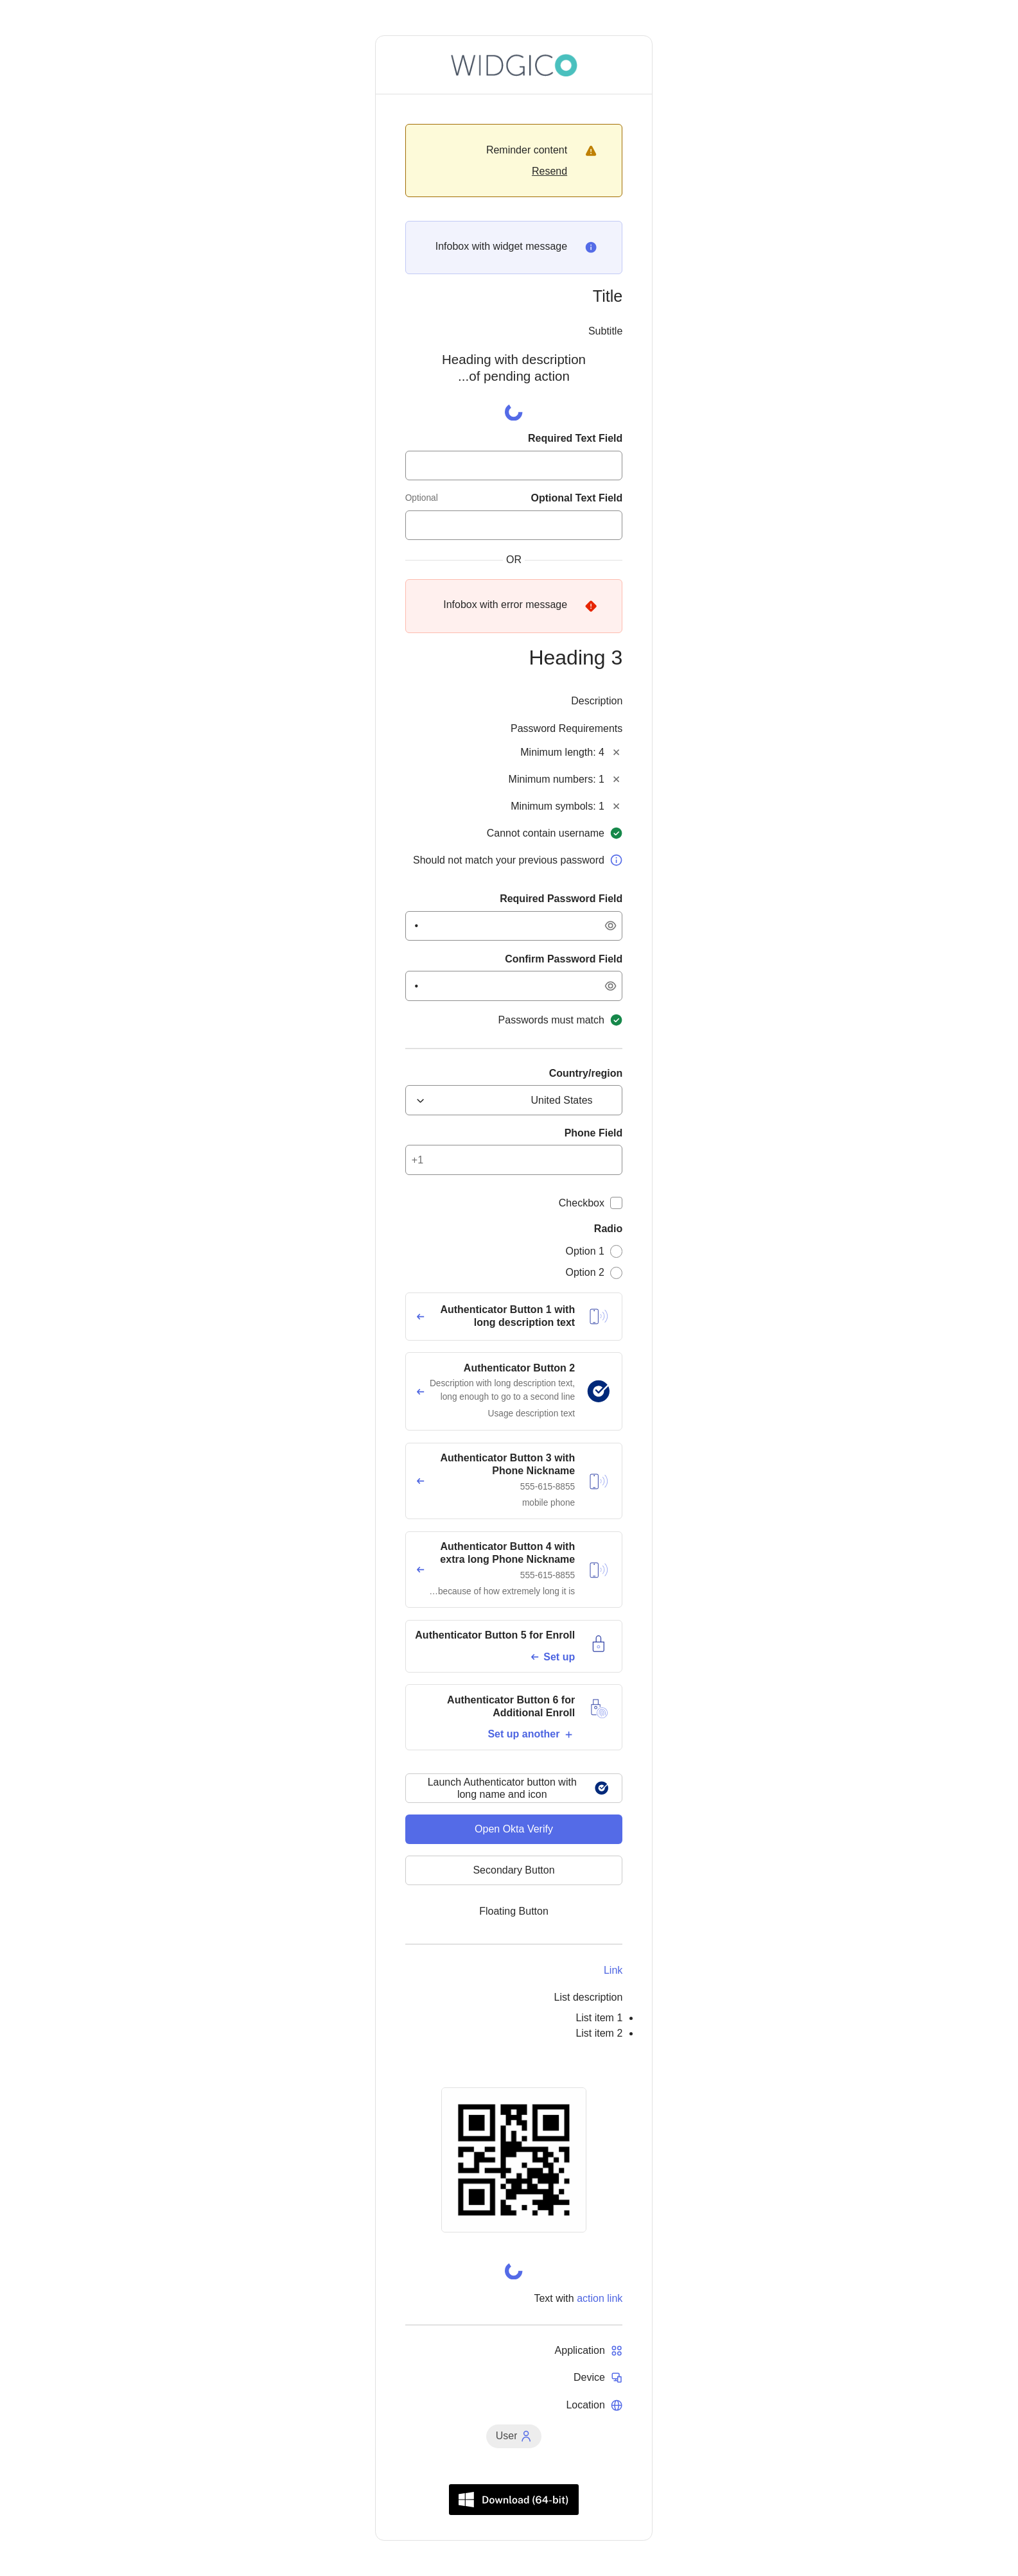 WIDGICO
Reminder content
Resend
Infobox with widget message
Title
Subtitle
Heading with description
...of pending action
Required Text Field
Optional Text Field
Optional
OR
Infobox with error message
Heading 3
Description
Password Requirements
Minimum length: 4
Minimum numbers: 1
Minimum symbols: 1
Cannot contain username
Should not match your previous password
Required Password Field
•
Confirm Password Field
•
Passwords must match
Country/region
United States
Phone Field
+1
Checkbox
Radio
Option 1
Option 2
Authenticator Button 1 with
long description text
Authenticator Button 2
Description with long description text,
long enough to go to a second line
Usage description text
Authenticator Button 3 with
Phone Nickname
555-615-8855
mobile phone
Authenticator Button 4 with
extra long Phone Nickname
555-615-8855
...because of how extremely long it is
Authenticator Button 5 for Enroll
Set up
Authenticator Button 6 for
Additional Enroll
Set up another
Launch Authenticator button with
long name and icon
Open Okta Verify
Secondary Button
Floating Button
Link
List description
• List item 1
• List item 2
Text with action link
Application
Device
Location
User
Download (64-bit)